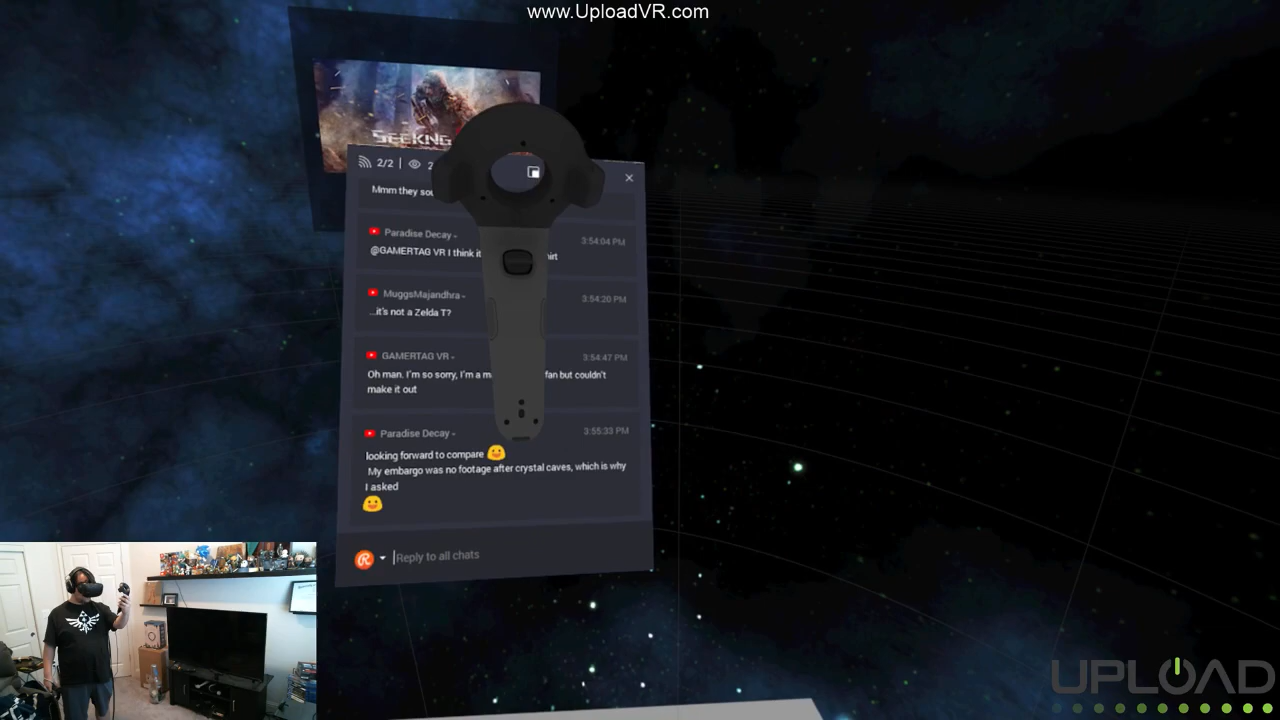 www.UploadVR.com
SEEKNG
2/2
Mmm they
Paradise Decay
3:54:04 PM
@GAMERTAG VR I think
MuggsMajandhra
3:54:20 PM
...it's not a Zelda T?
GAMERTAG VR
3:54:47 PM
Oh man. I'm so sorry, I'm a fan but couldn't
make it out
Paradise Decay
3:55:33 PM
looking forward to compare
My embargo was no footage after crystal caves, which is why
I asked
Reply to all chats
UPLOAD